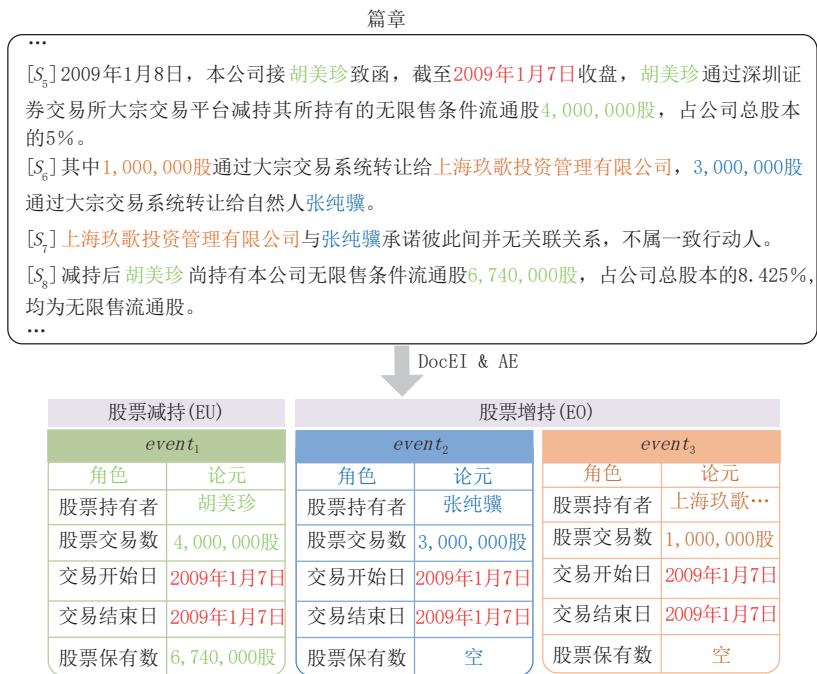 篇章
…
[S5]2009年1月8日，本公司接胡美珍致函，截至2009年1月7日收盘，胡美珍通过深圳证
券交易所大宗交易平台减持其所持有的无限售条件流通股4,000,000股，占公司总股本
的5%。
[S6]其中1,000,000股通过大宗交易系统转让给上海玖歌投资管理有限公司，3,000,000股
通过大宗交易系统转让给自然人张纯骥。
[S7]上海玖歌投资管理有限公司与张纯骥承诺彼此间并无关联关系，不属一致行动人。
[S8]减持后胡美珍尚持有本公司无限售条件流通股6,740,000股，占公司总股本的8.425%，
均为无限售流通股。
…
DocEI & AE
股票减持(EU) 股票增持(EO)
event1 event2 event3
角色 论元 角色 论元 角色 论元
股票持有者 胡美珍 股票持有者 张纯骥 股票持有者 上海玖歌…
股票交易数 4,000,000股 股票交易数 3,000,000股 股票交易数 1,000,000股
交易开始日 2009年1月7日 交易开始日 2009年1月7日 交易开始日 2009年1月7日
交易结束日 2009年1月7日 交易结束日 2009年1月7日 交易结束日 2009年1月7日
股票保有数 6,740,000股 股票保有数 空 股票保有数 空